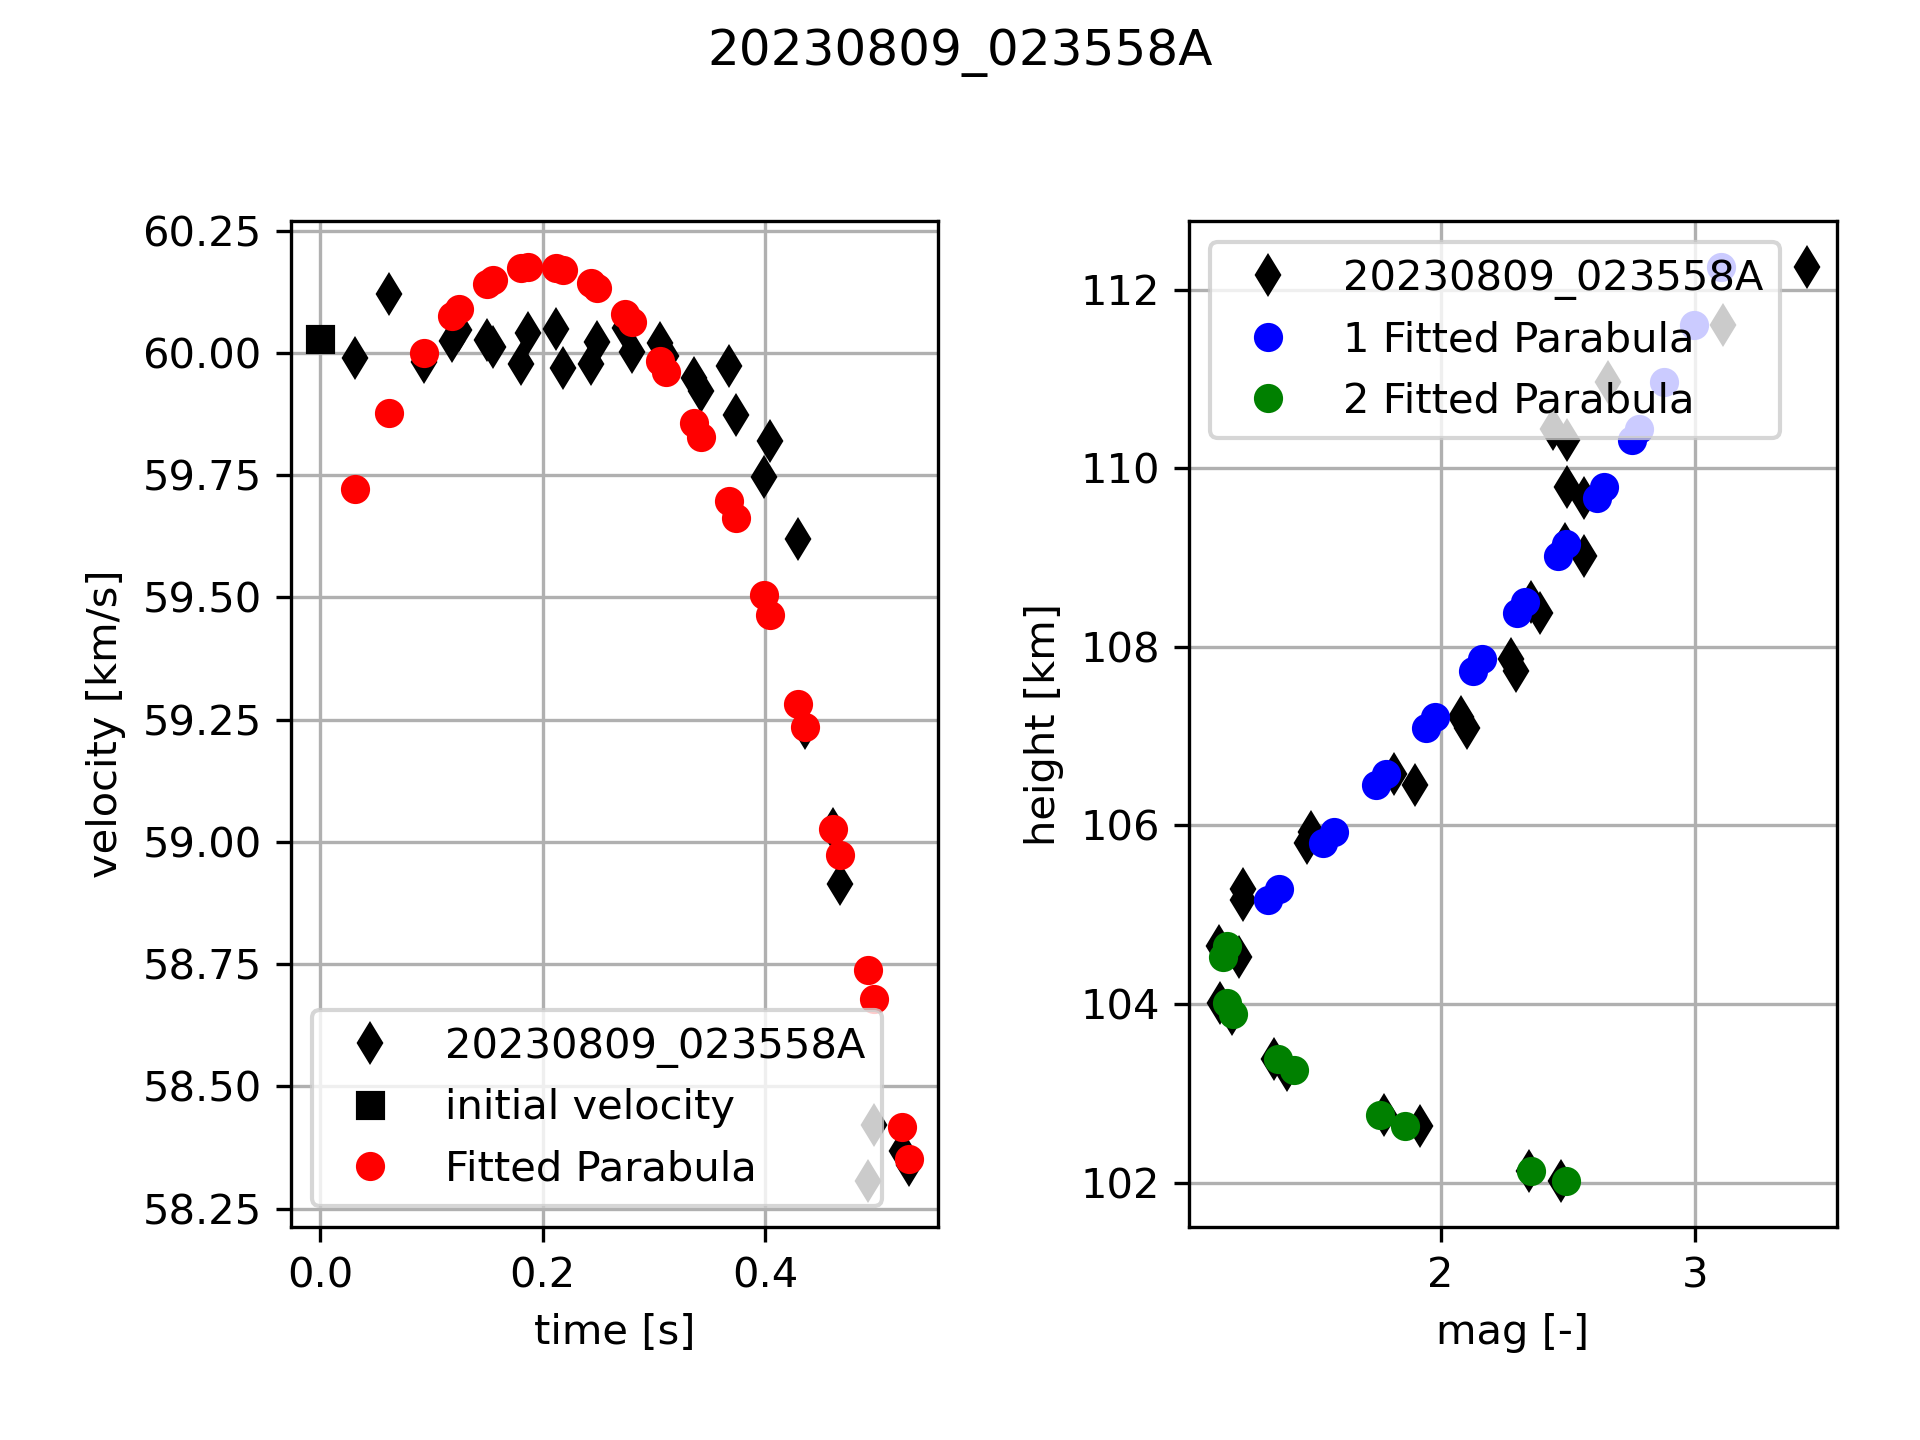 20230809_023558A
60.25
60.00
59.75
59.50
59.25
59.00
58.75
58.50
58.25
velocity [km/s]
20230809_023558A
initial velocity
Fitted Parabula
0.0 0.2 0.4
time [s]
112
110
108
106
104
102
height [km]
20230809_023558A
1 Fitted Parabula
2 Fitted Parabula
2 3
mag [-]